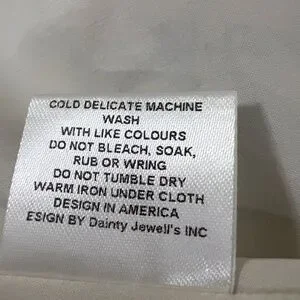 COLD DELICATE MACHINE
WASH
WITH LIKE COLOURS
DO NOT BLEACH, SOAK,
RUB OR WRING
DO NOT TUMBLE DRY
WARM IRON UNDER CLOTH
DESIGN IN AMERICA
ESIGN BY Dainty Jewell's INC